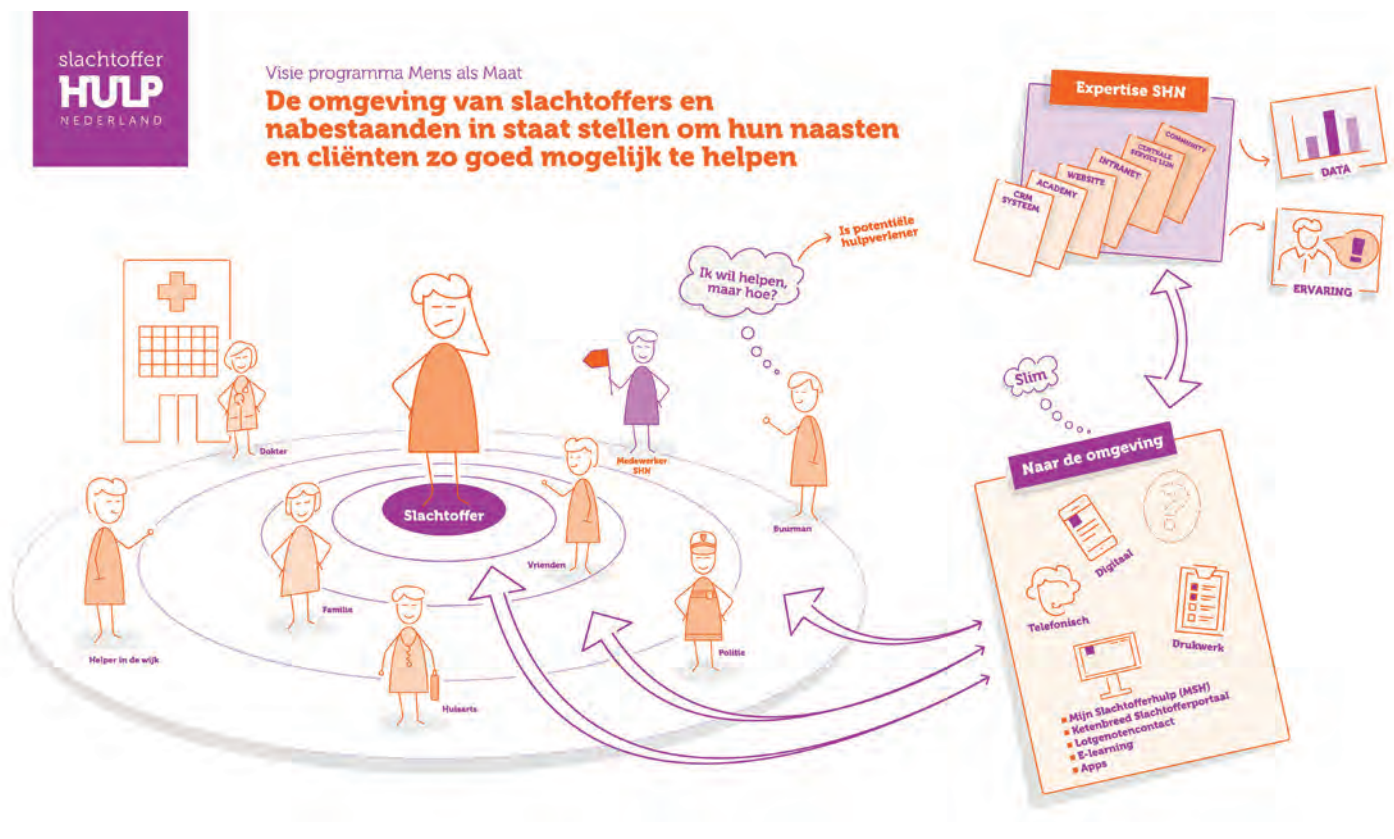 slachtoffer
HULP
NEDERLAND
Visie programma Mens als Maat
De omgeving van slachtoffers en
nabestaanden in staat stellen om hun naasten
en cliënten zo goed mogelijk te helpen
Is potentiële
hulpverlener
Ik wil helpen,
maar hoe?
Dokter
Medewerker
SHN
Slachtoffer
Buurman
Vrienden
Familie
Politie
Helper in de wijk
Huisarts
Expertise SHN
CRM
SYSTEEM
ACADEMY
WEBSITE
INTRANET
CENTRALE
SERVICE LIJN
COMMUNITY
DATA
ERVARING
Slim
Naar de omgeving
?
Digitaal
Telefonisch
Drukwerk
▪ Mijn Slachtofferhulp (MSH)
▪ Ketenbreed Slachtofferportaal
▪ Lotgenotencontact
▪ E-learning
▪ Apps